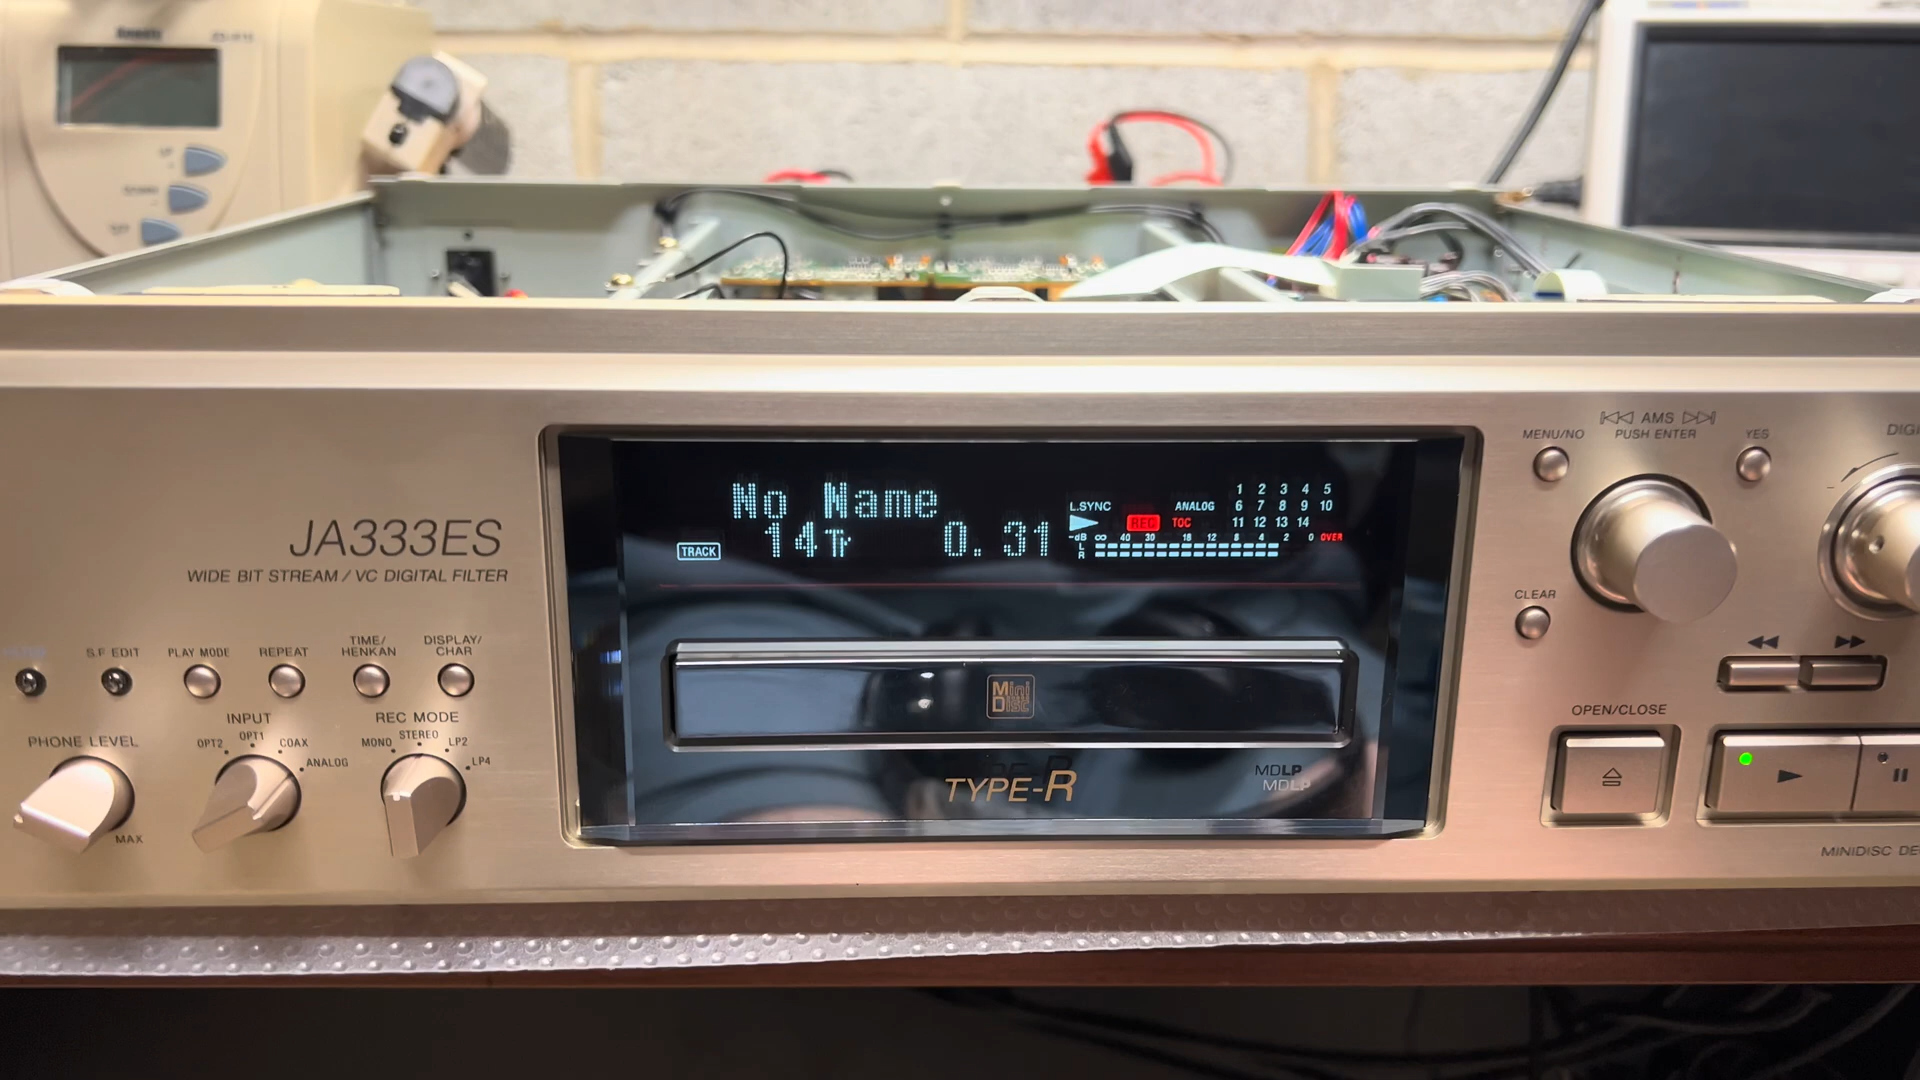 JA333ES
WIDE BIT STREAM / VC DIGITAL FILTER
S.F EDIT
PLAY MODE
REPEAT
TIME/
HENKAN
DISPLAY/
CHAR
PHONE LEVEL
MAX
INPUT
OPT2
OPT1
COAX
ANALOG
REC MODE
MONO
STEREO
LP2
LP4
No Name
TRACK
14Tr 0.31
L.SYNC
REC
ANALOG
TOC
1 2 3 4 5
6 7 8 9 10
11 12 13 14
-dB ∞ 40 30 18 12 8 4 2 0 OVER
L
R
Mini
Disc
TYPE-R
MDLP
MDLP
MENU/NO
AMS
PUSH ENTER
YES
CLEAR
OPEN/CLOSE
DIGI
MINIDISC DE